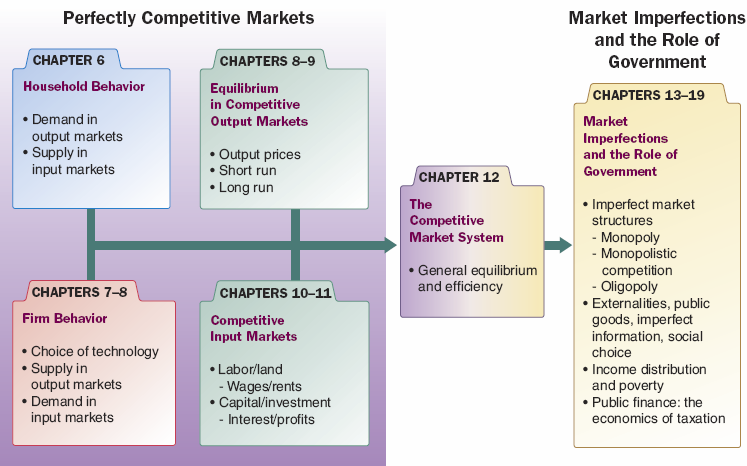 Perfectly Competitive Markets
CHAPTER 6
Household Behavior
• Demand in
output markets
• Supply in
input markets
CHAPTERS 8–9
Equilibrium
in Competitive
Output Markets
• Output prices
• Short run
• Long run
CHAPTERS 7–8
Firm Behavior
• Choice of technology
• Supply in
output markets
• Demand in
input markets
CHAPTERS 10–11
Competitive
Input Markets
• Labor/land
- Wages/rents
• Capital/investment
- Interest/profits
CHAPTER 12
The
Competitive
Market System
• General equilibrium
and efficiency
Market Imperfections
and the Role of
Government
CHAPTERS 13–19
Market
Imperfections
and the Role of
Government
• Imperfect market
structures
- Monopoly
- Monopolistic
competition
- Oligopoly
• Externalities, public
goods, imperfect
information, social
choice
• Income distribution
and poverty
• Public finance: the
economics of taxation